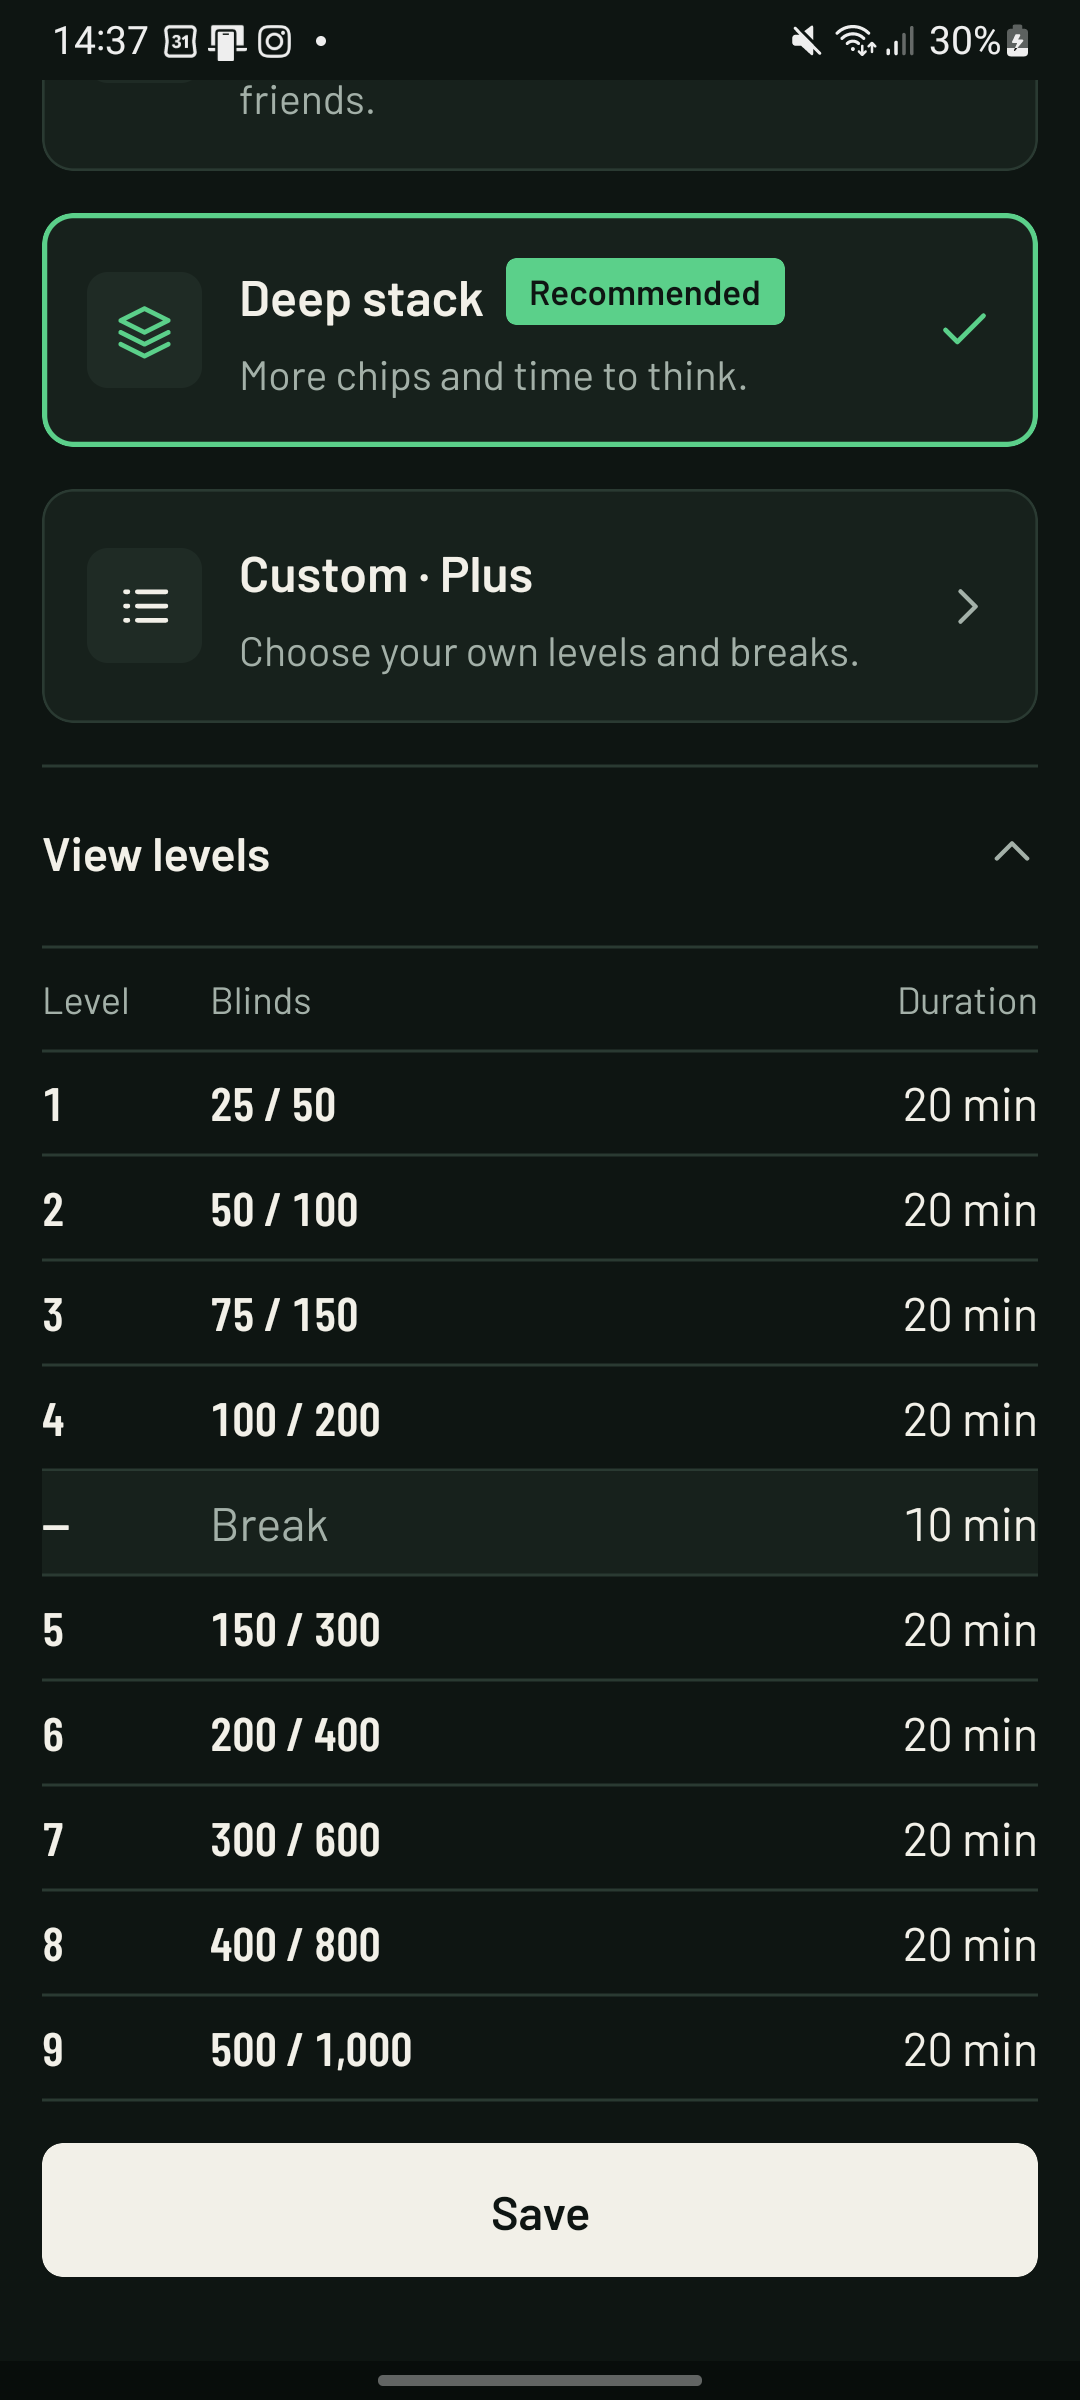 14:37 31 30%
friends.
Deep stack Recommended
More chips and time to think.
Custom · Plus
Choose your own levels and breaks.
View levels
Level Blinds Duration
1 25 / 50 20 min
2 50 / 100 20 min
3 75 / 150 20 min
4 100 / 200 20 min
– Break 10 min
5 150 / 300 20 min
6 200 / 400 20 min
7 300 / 600 20 min
8 400 / 800 20 min
9 500 / 1,000 20 min
Save